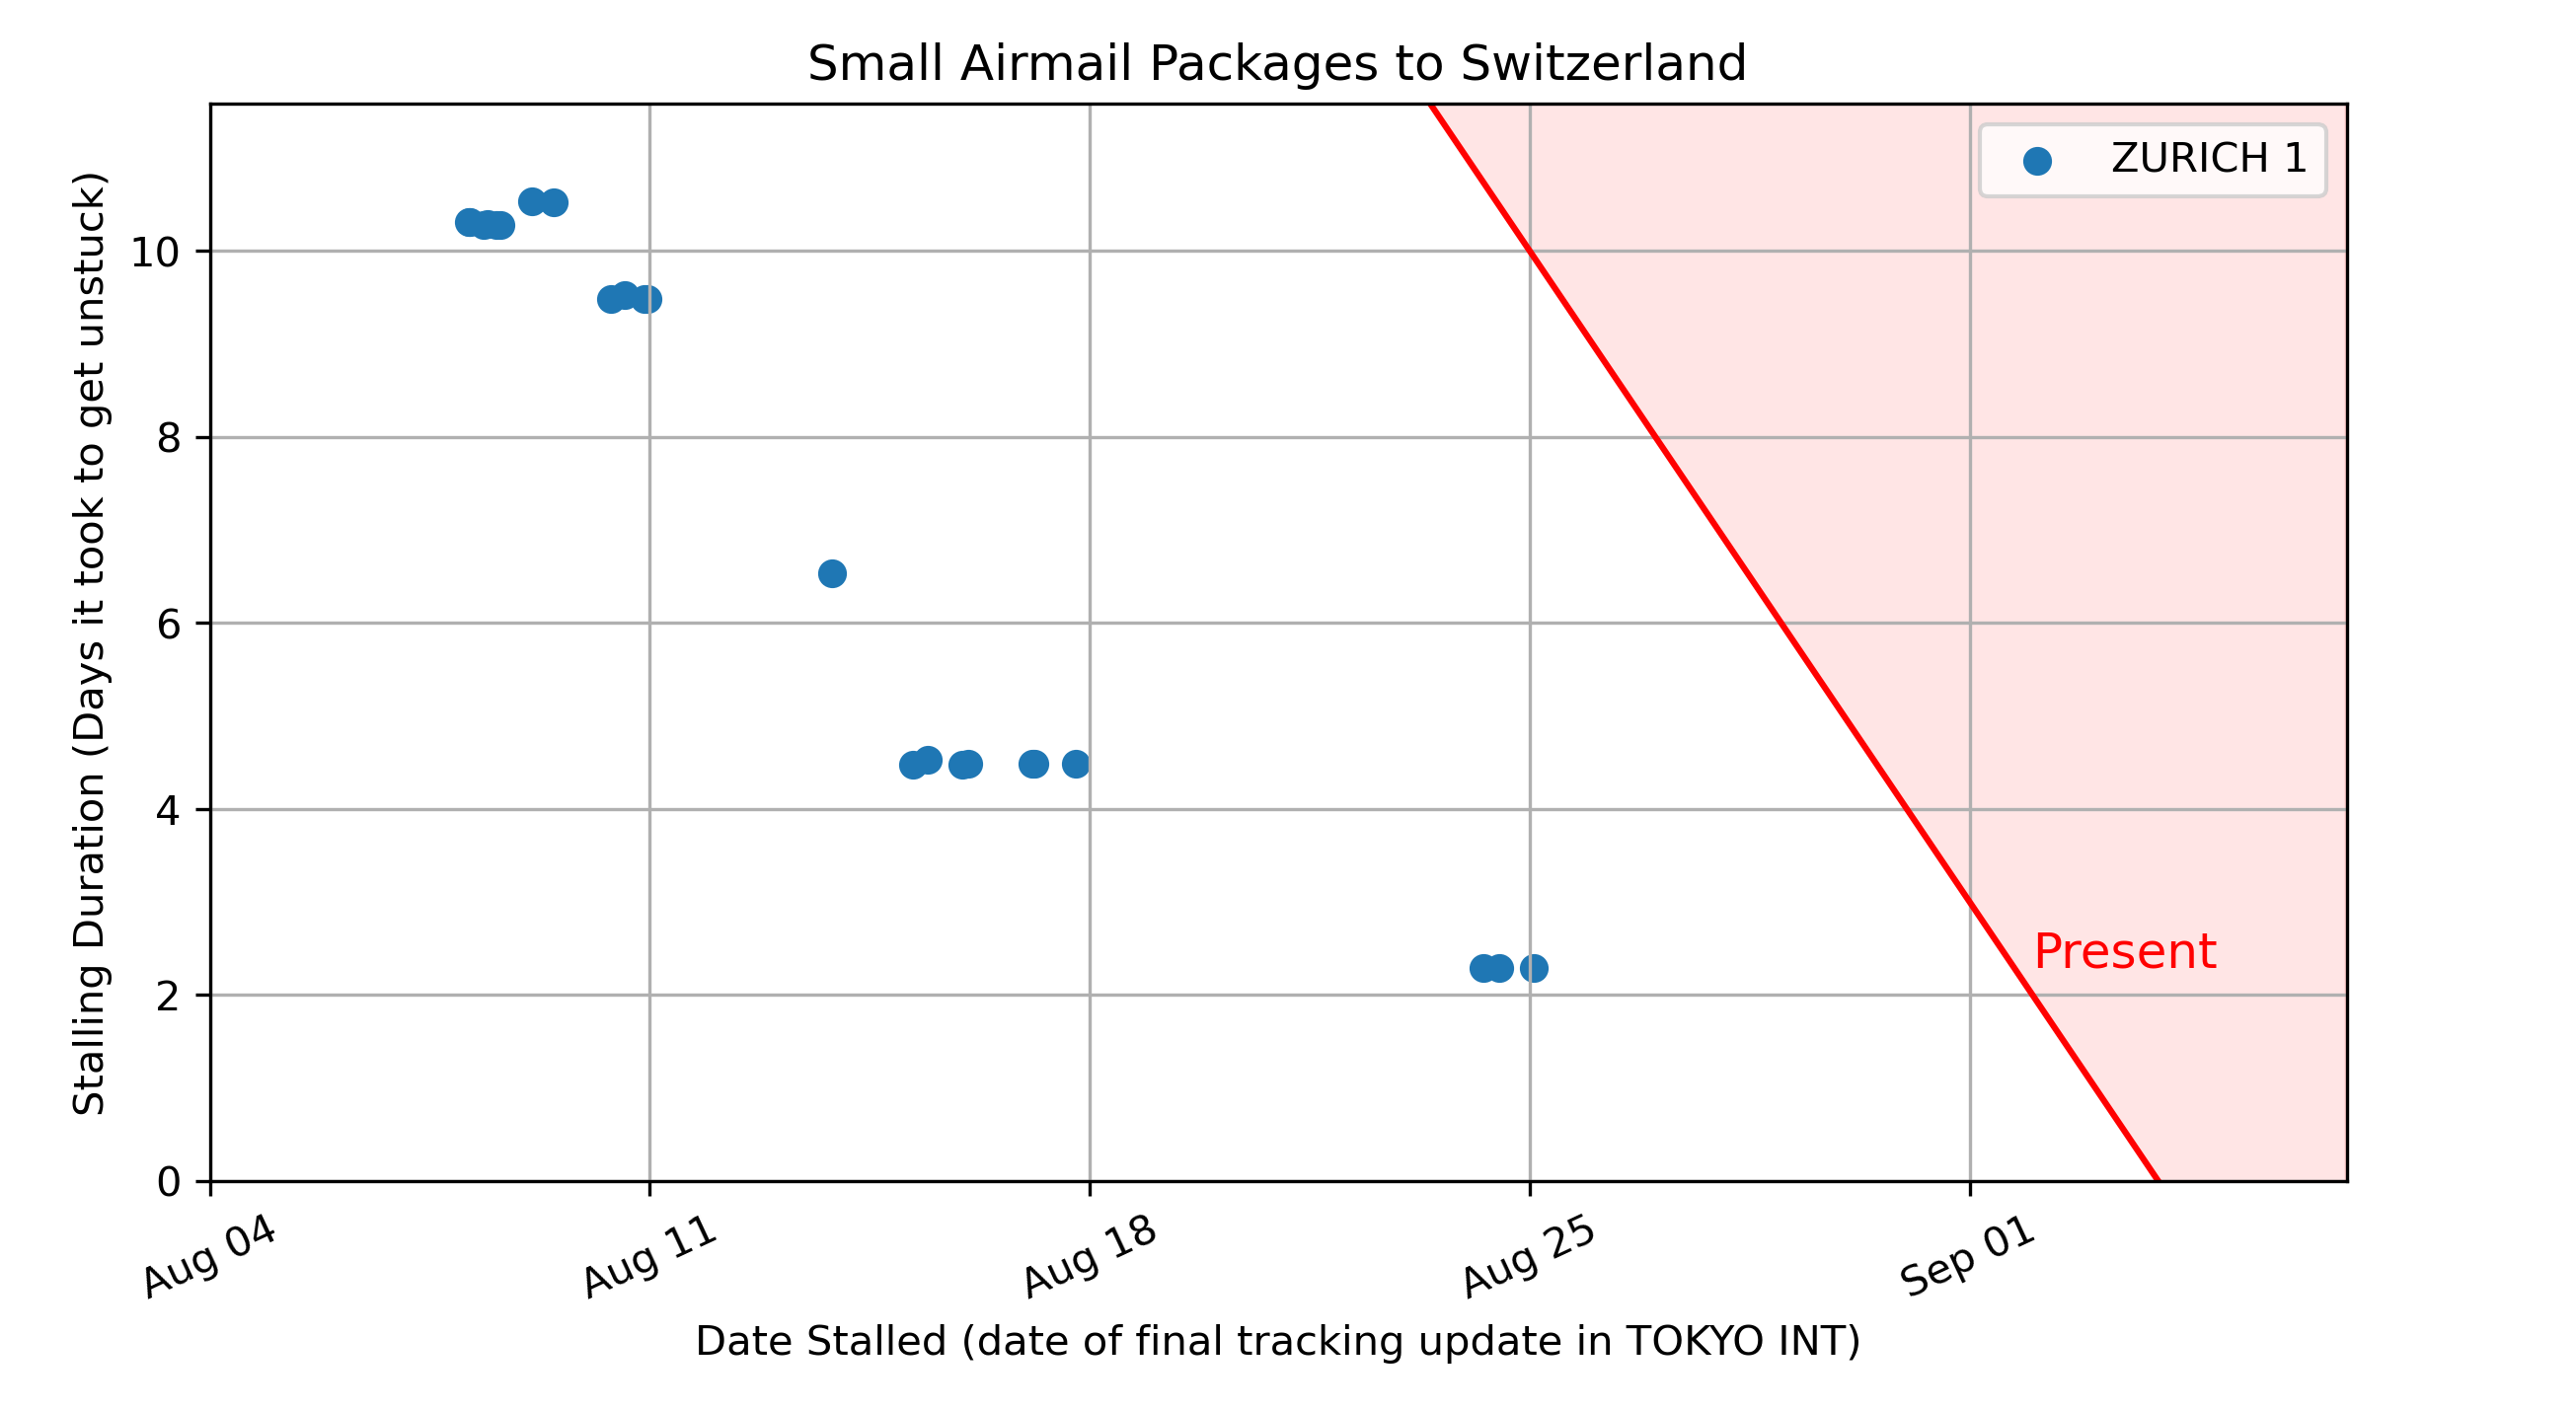 Small Airmail Packages to Switzerland
ZURICH 1
Stalling Duration (Days it took to get unstuck)
10
8
6
4
2
0
Present
Aug 04
Aug 11
Aug 18
Aug 25
Sep 01
Date Stalled (date of final tracking update in TOKYO INT)